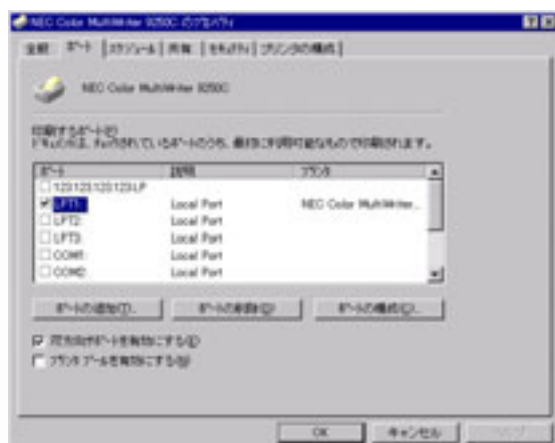 NEC Color MultiWriter 9250C のプロパティ
全般 ポート スケジュール 共有 セキュリティ プリンタの構成
NEC Color MultiWriter 9250C
印刷するポート(P)
ドキュメントは、チェックされているポートのうち、最初に利用可能なもので印刷されます。
ポート 説明 プリンタ
123.123.123.123:LP
LPT1: Local Port NEC Color MultiWriter...
LPT2: Local Port
LPT3: Local Port
COM1: Local Port
COM2: Local Port
ポートの追加(T)... ポートの削除(D) ポートの構成(C)...
双方向ポートを有効にする(E)
プリンタ プールを有効にする(N)
OK キャンセル ヘルプ